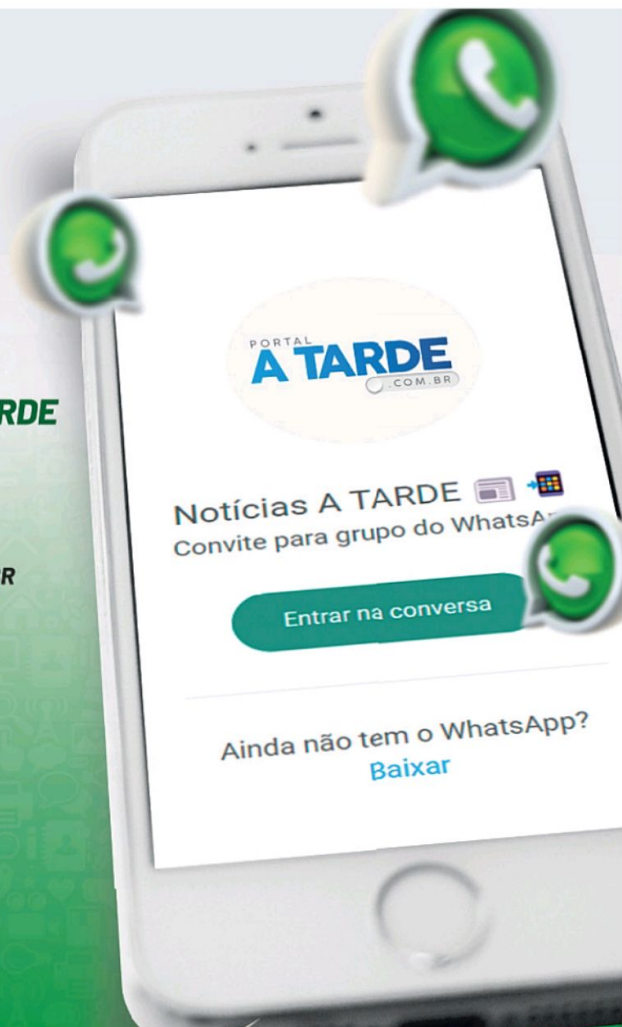 PORTAL
A TARDE
.COM.BR
RDE
Notícias A TARDE
Convite para grupo do WhatsA
R
Entrar na conversa
Ainda não tem o WhatsApp?
Baixar